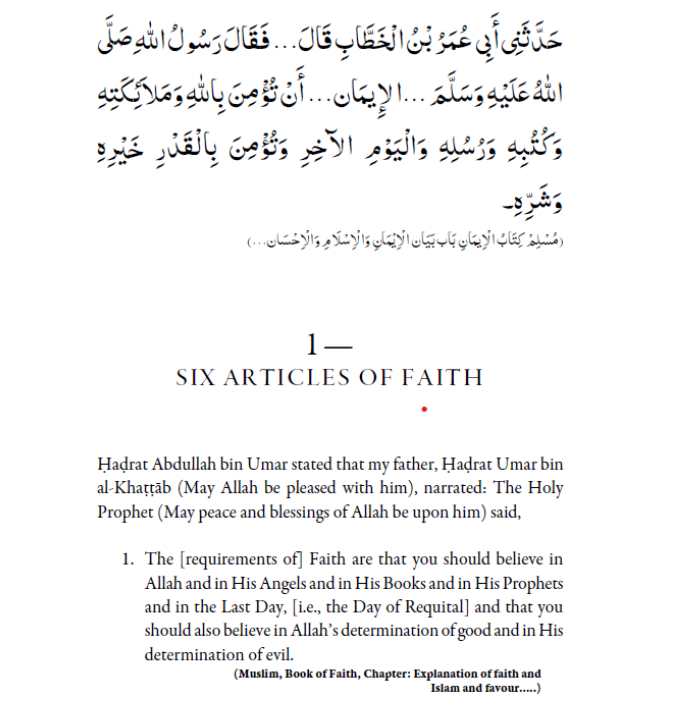 حَدَّثَنِى أَبِي عُمَرُ بْنُ الْخَطَّابِ قَالَ... فَقَالَ رَسُولُ اللهِ صَلَّى
اللهُ عَلَيْهِ وَسَلَّمَ ...الإِيمَان... أَنْ تُؤْمِنَ بِاللهِ وَمَلَائِكَتِهِ
وَكُتُبِهِ وَرُسُلِهِ وَالْيَوْمِ الآخِرِ وَتُؤْمِنَ بِالْقَدْرِ خَيْرِهِ
وَشَرِّهِ۔
(مُسْلِمْ كِتَابُ الْإِيمَانِ بَاب بَيَان الْإِيْمَانِ وَالْإِسْلَامِ وَالْإِحْسَان...)
1—
SIX ARTICLES OF FAITH
Ḥaḍrat Abdullah bin Umar stated that my father, Ḥaḍrat Umar bin
al-Khaṭṭāb (May Allah be pleased with him), narrated: The Holy
Prophet (May peace and blessings of Allah be upon him) said,
1. The [requirements of] Faith are that you should believe in
Allah and in His Angels and in His Books and in His Prophets
and in the Last Day, [i.e., the Day of Requital] and that you
should also believe in Allah's determination of good and in His
determination of evil.
(Muslim, Book of Faith, Chapter: Explanation of faith and
Islam and favour.....)